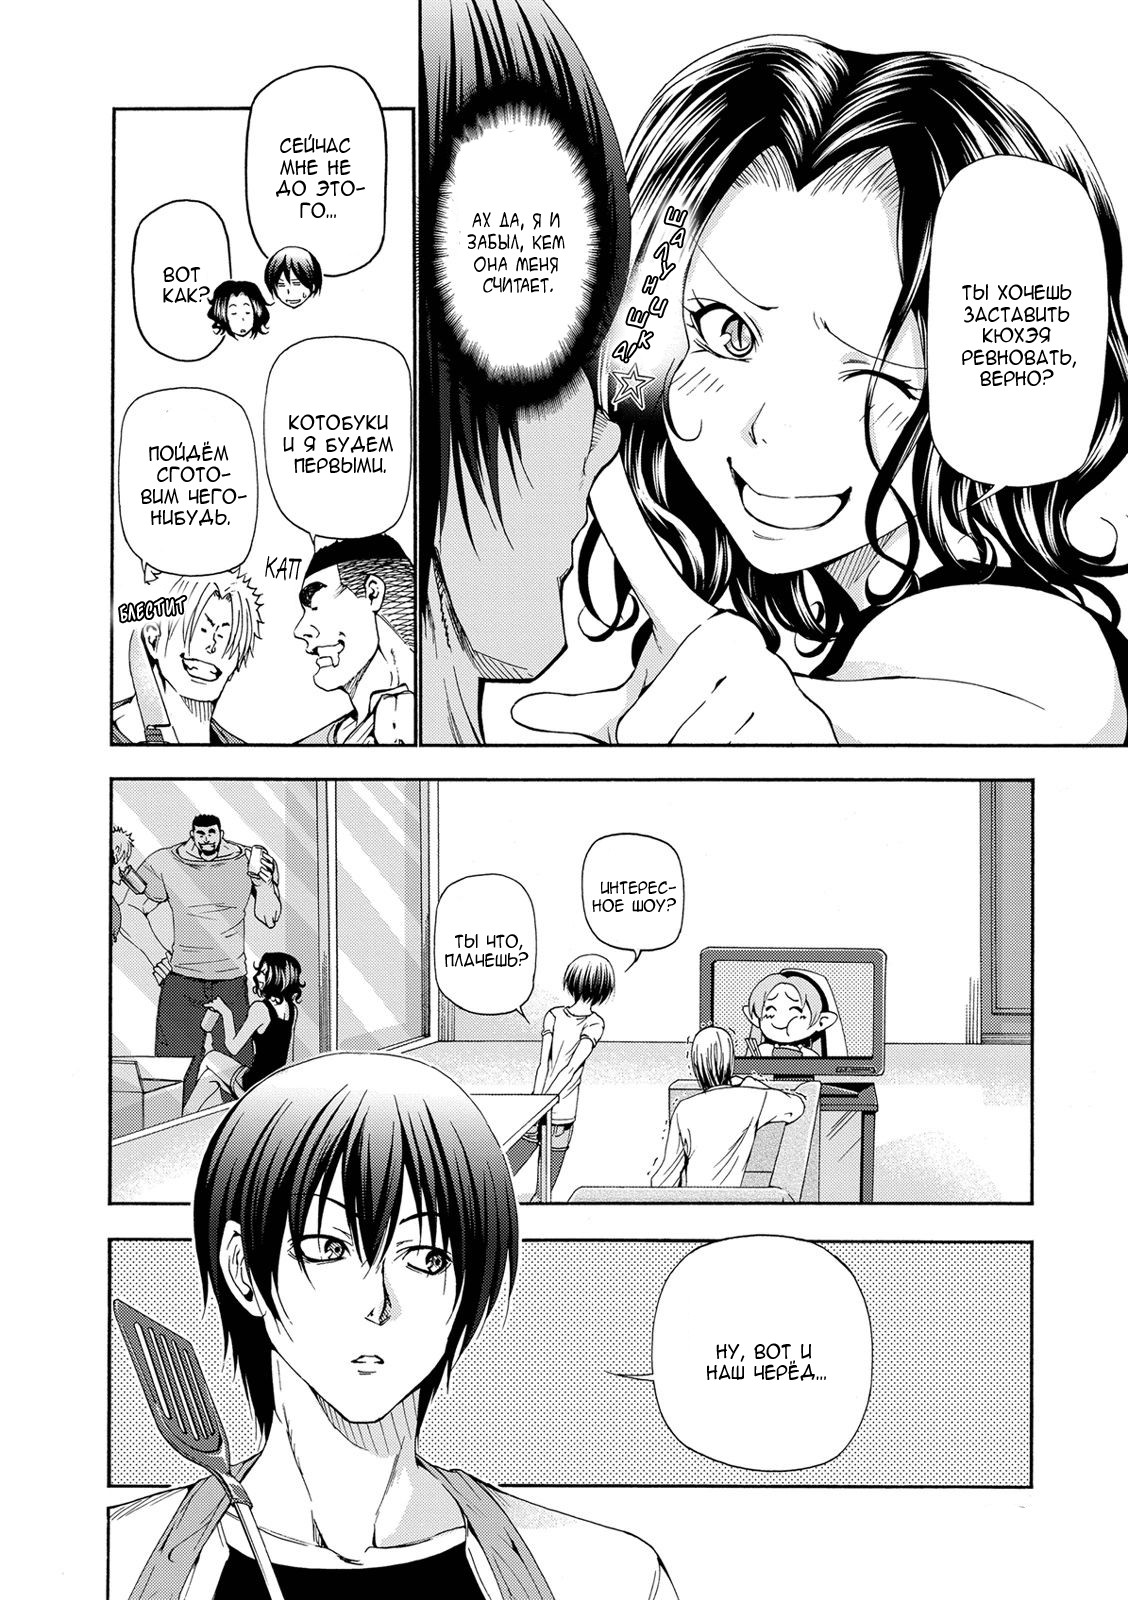 ТЫ ХОЧЕШЬ
ЗАСТАВИТЬ
КЮХЭЯ
РЕВНОВАТЬ,
ВЕРНО?
ШАЛУНИШКА,
АХ ДА, Я И
ЗАБЫЛ, КЕМ
ОНА МЕНЯ
СЧИТАЕТ.
СЕЙЧАС
МНЕ НЕ
ДО ЭТО-
ГО...
ВОТ
КАК?
КОТОБУКИ
И Я БУДЕМ
ПЕРВЫМИ.
КАП
ПОЙДЁМ
СГОТО-
ВИМ ЧЕГО-
НИБУДЬ.
БЛЕСТИТ
ИНТЕРЕС-
НОЕ ШОУ?
ТЫ ЧТО,
ПЛАЧЕШЬ?
НУ, ВОТ И
НАШ ЧЕРЁД...